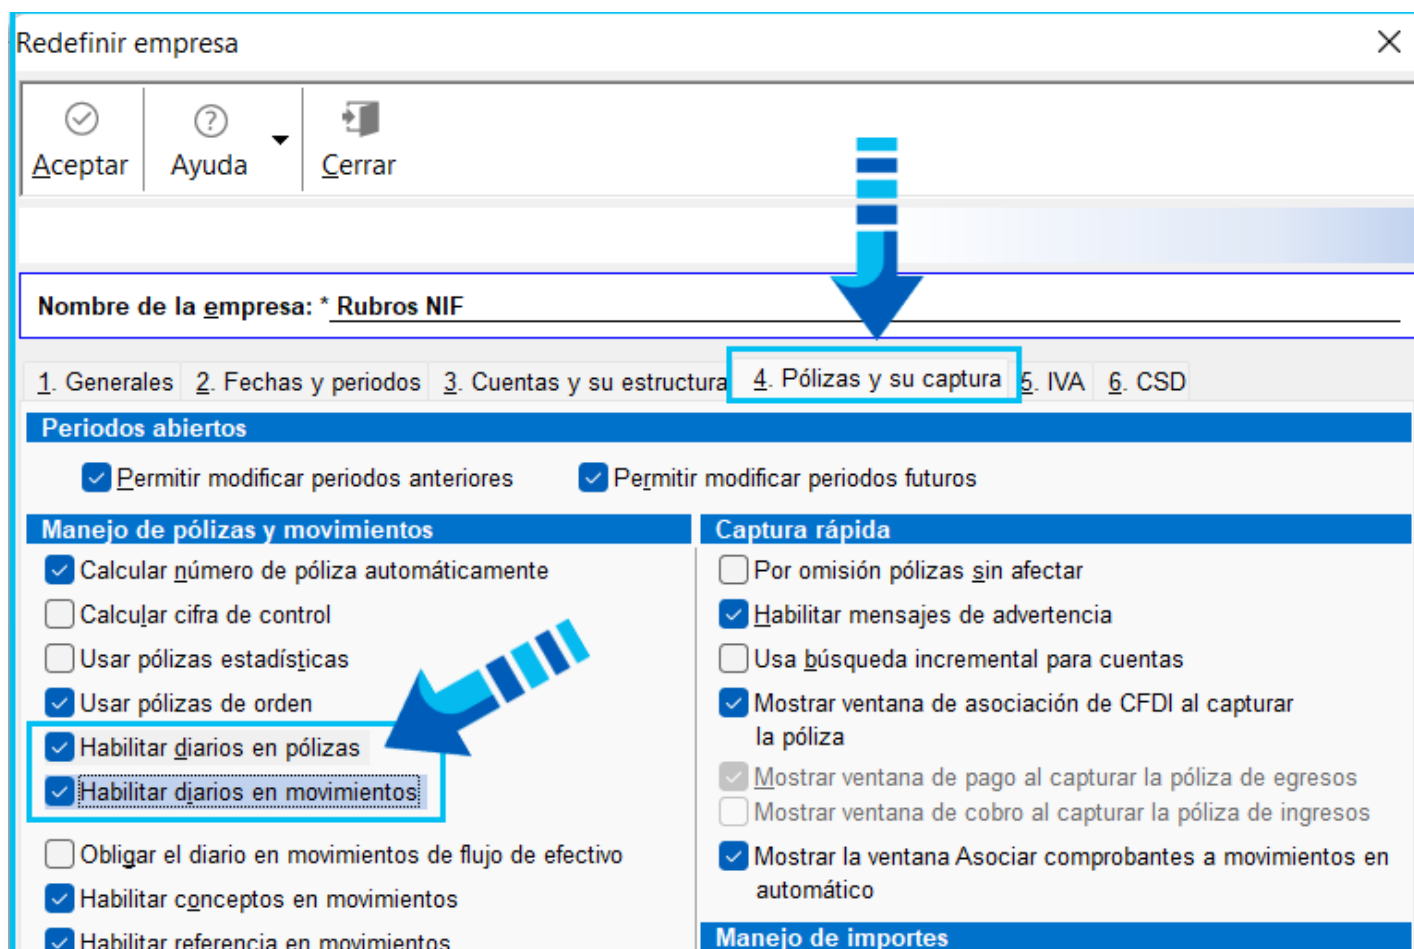 Redefinir empresa
Aceptar
Ayuda
Cerrar
Nombre de la empresa: * Rubros NIF
1. Generales 2. Fechas y periodos 3. Cuentas y su estructura 4. Pólizas y su captura 5. IVA 6. CSD
Periodos abiertos
Permitir modificar periodos anteriores
Permitir modificar periodos futuros
Manejo de pólizas y movimientos
Calcular número de póliza automáticamente
Calcular cifra de control
Usar pólizas estadísticas
Usar pólizas de orden
Habilitar diarios en pólizas
Habilitar diarios en movimientos
Obligar el diario en movimientos de flujo de efectivo
Habilitar conceptos en movimientos
Habilitar referencia en movimientos
Captura rápida
Por omisión pólizas sin afectar
Habilitar mensajes de advertencia
Usa búsqueda incremental para cuentas
Mostrar ventana de asociación de CFDI al capturar
la póliza
Mostrar ventana de pago al capturar la póliza de egresos
Mostrar ventana de cobro al capturar la póliza de ingresos
Mostrar la ventana Asociar comprobantes a movimientos en
automático
Manejo de importes